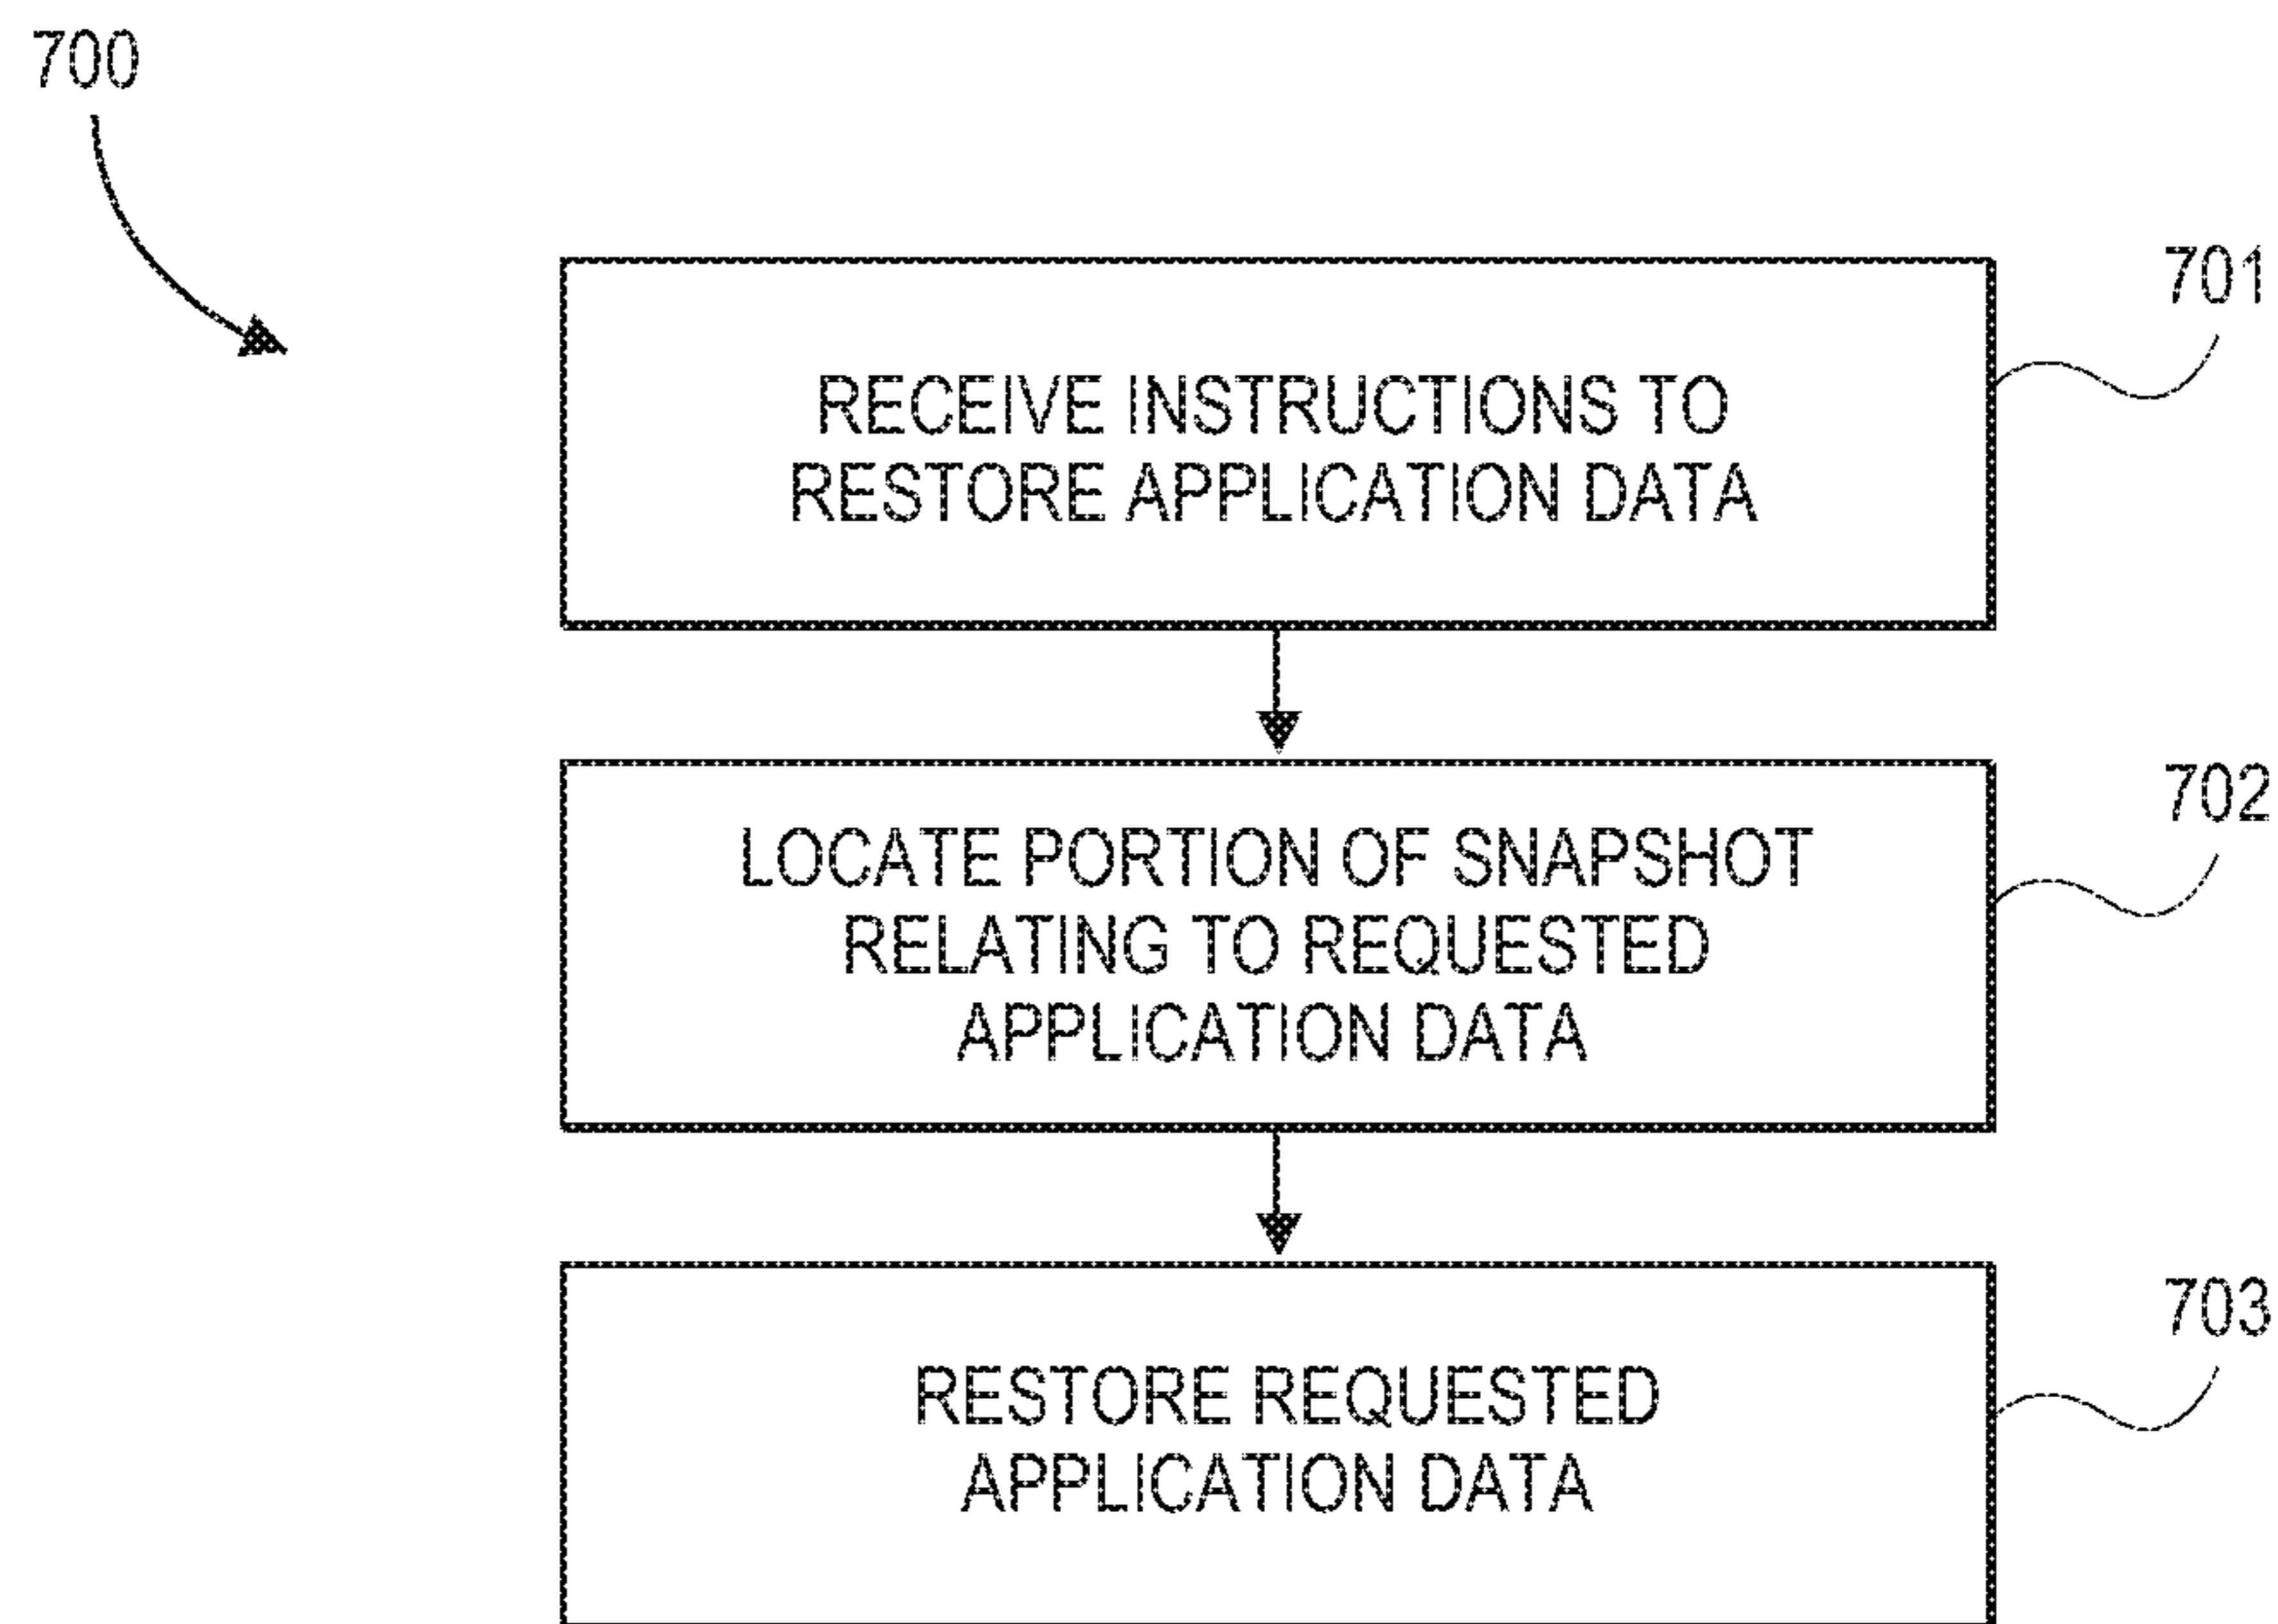 700
701
RECEIVE INSTRUCTIONS TO
RESTORE APPLICATION DATA
702
LOCATE PORTION OF SNAPSHOT
RELATING TO REQUESTED
APPLICATION DATA
703
RESTORE REQUESTED
APPLICATION DATA